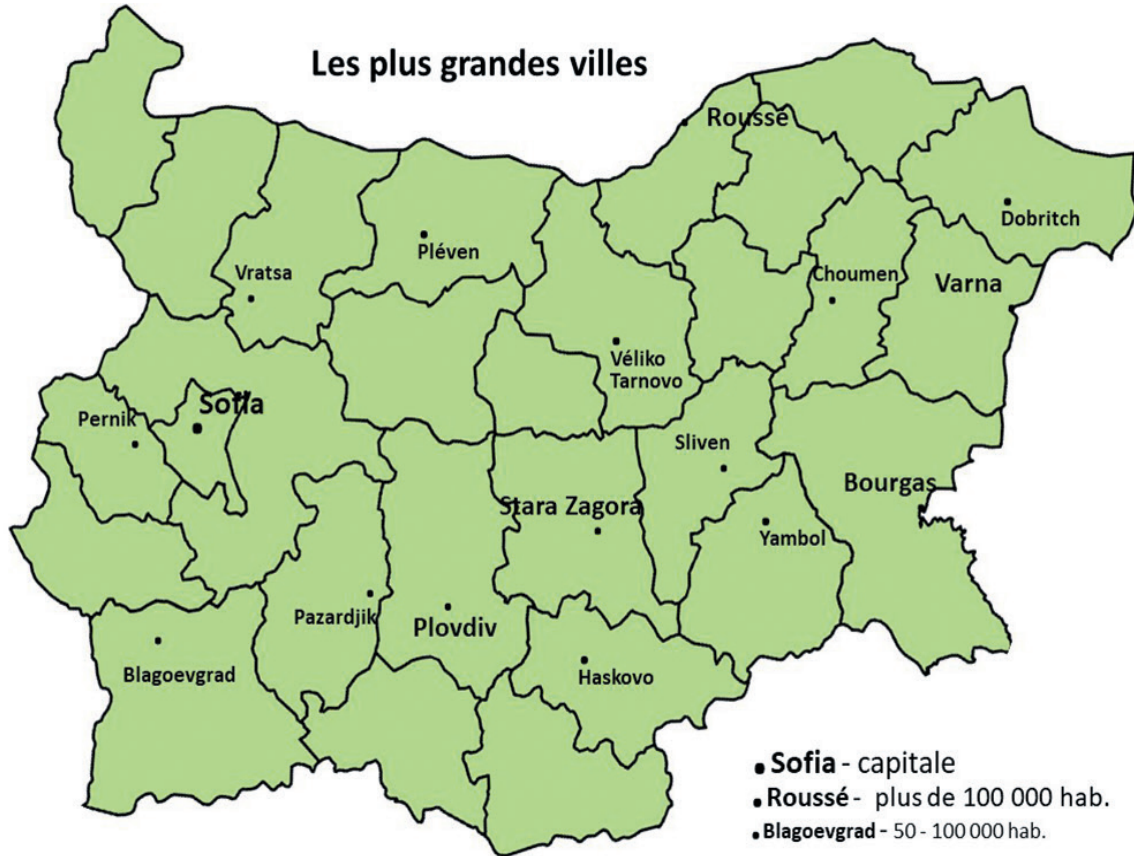 Les plus grandes villes
Roussé
Dobritch
Pléven
Vratsa
Choumen
Varna
Véliko
Tarnovo
Sofia
Pernik
Sliven
Bourgas
Stara Zagora
Yambol
Pazardjik
Plovdiv
Blagoevgrad
Haskovo
Sofia - capitale
Roussé - plus de 100 000 hab.
Blagoevgrad - 50 - 100 000 hab.